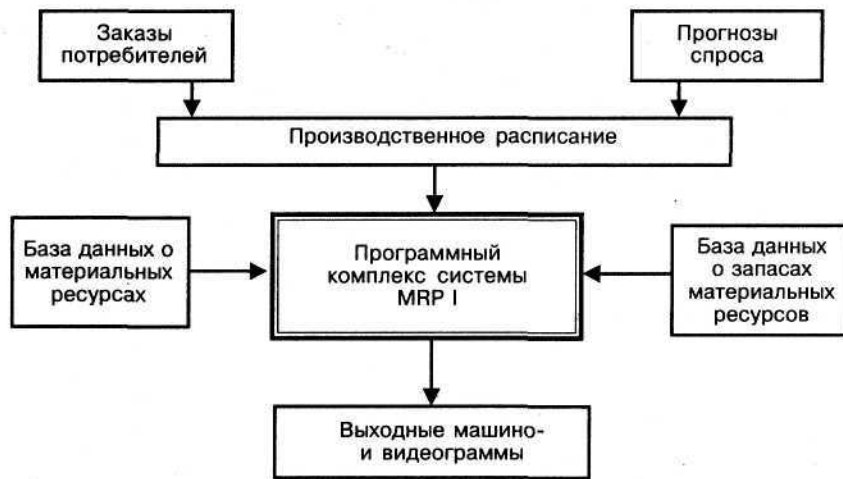 Заказы
потребителей
Прогнозы
спроса
Производственное расписание
База данных о
материальных
ресурсах
Программный
комплекс системы
MRP I
База данных
о запасах
материальных
ресурсов
Выходные машино-
и видеограммы